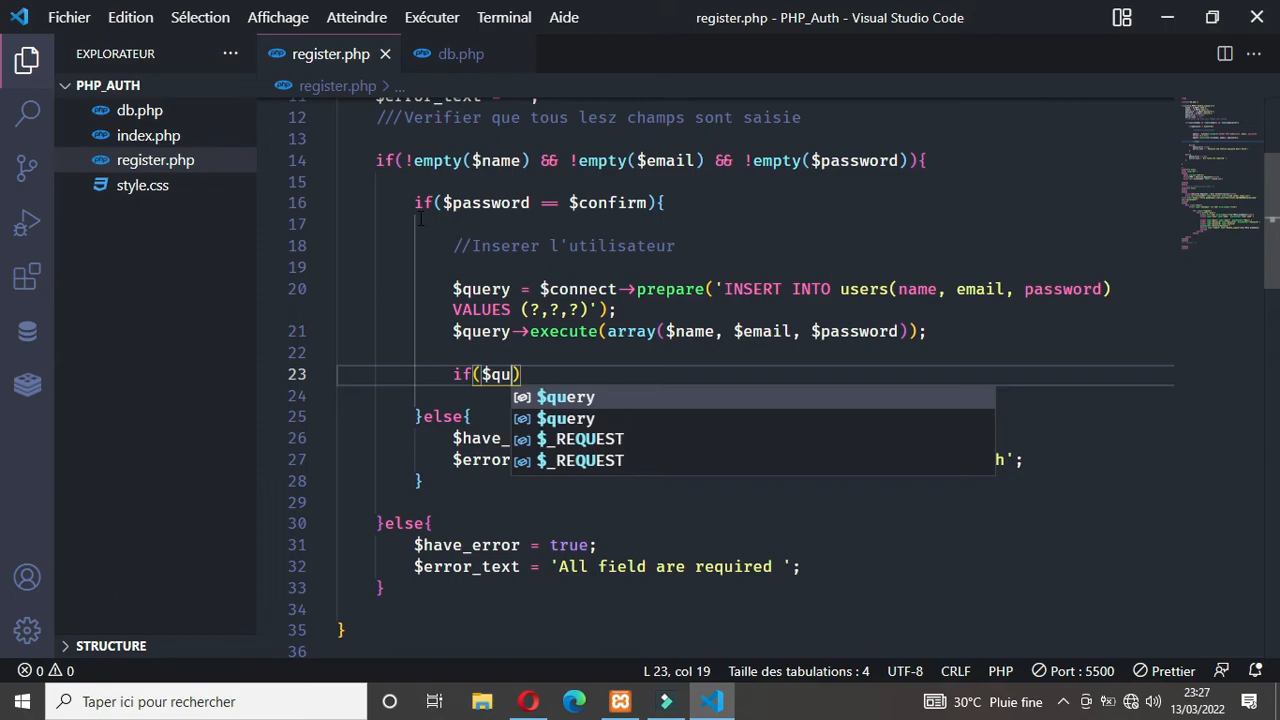 Fichier Edition Sélection Affichage Atteindre Exécuter Terminal Aide register.php - PHP_Auth - Visual Studio Code
EXPLORATEUR
PHP_AUTH
db.php
index.php
register.php
style.css
STRUCTURE
register.php db.php
register.php > ...
11 $error_text = '';
12 ///Verifier que tous lesz champs sont saisie
13
14 if(!empty($name) && !empty($email) && !empty($password)){
15
16 if($password == $confirm){
17
18 //Inserer l'utilisateur
19
20 $query = $connect->prepare('INSERT INTO users(name, email, password)
VALUES (?,?,?)');
21 $query->execute(array($name, $email, $password));
22
23 if($qu)
24 $query
$query
25 }else{
26 $have_ $_REQUEST
27 $error $_REQUEST h';
28 }
29
30 }else{
31 $have_error = true;
32 $error_text = 'All field are required ';
33 }
34
35 }
36
0 0 L 23, col 19 Taille des tabulations : 4 UTF-8 CRLF PHP Port : 5500 Prettier
Taper ici pour rechercher 30°C Pluie fine 23:27
13/03/2022